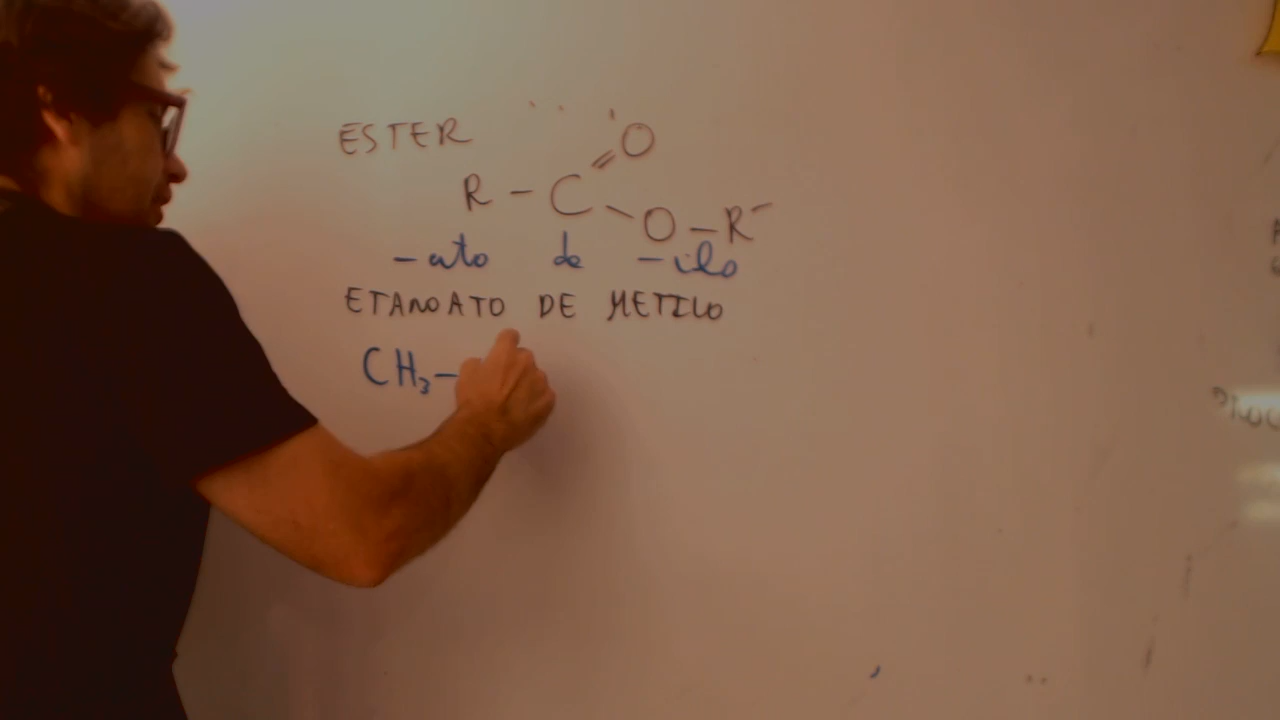 ESTER
O
R - C
O - R-
- ato de - ilo
ETANOATO DE METILO
CH₃ -